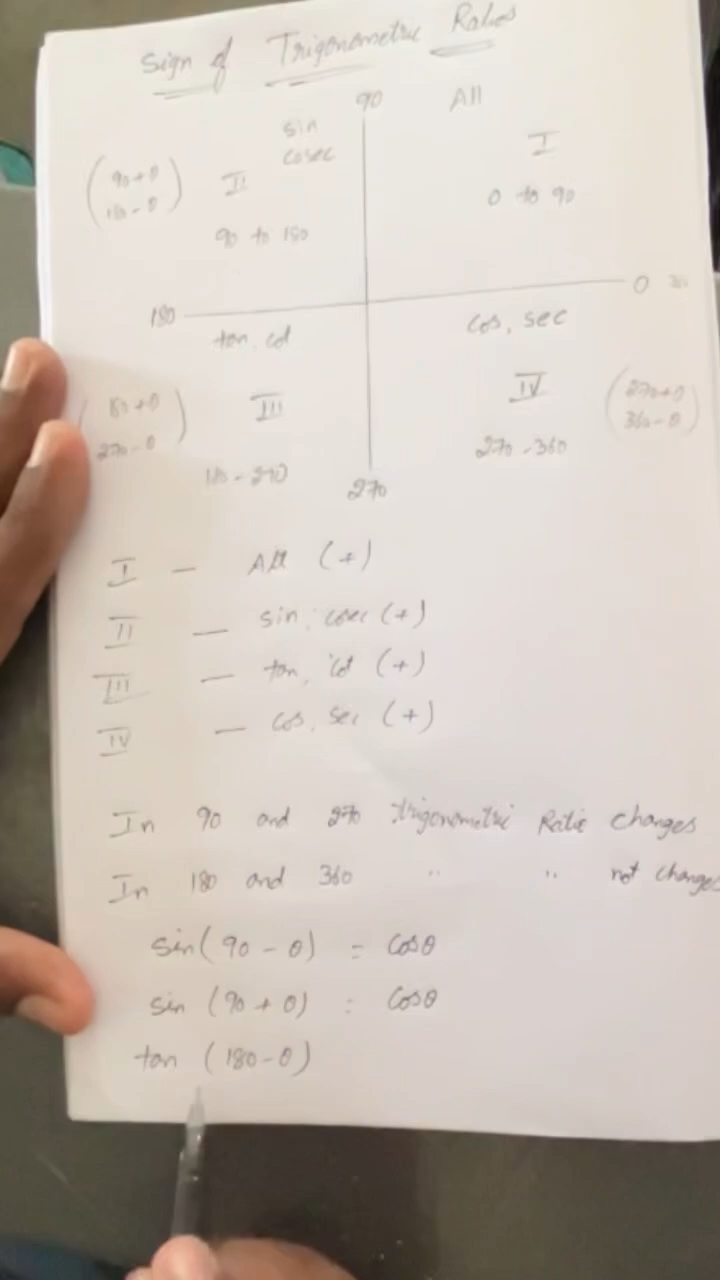 Sign of Trigonometric Ratios
90
All
sin
cosec
I
(90+θ
180-θ)
II
0 to 90
90 to 180
180
0 360
tan, cot
cos, sec
(180+θ
270-θ)
III
IV
(270+θ
360-θ)
180-270
270-360
270
I — All (+)
II — sin, cosec (+)
III — tan, cot (+)
IV — cos, sec (+)
In 90 and 270 trigonometric Ratio changes
In 180 and 360 " " not changes
sin(90-θ) = cosθ
sin(90+θ) = cosθ
tan(180-θ)